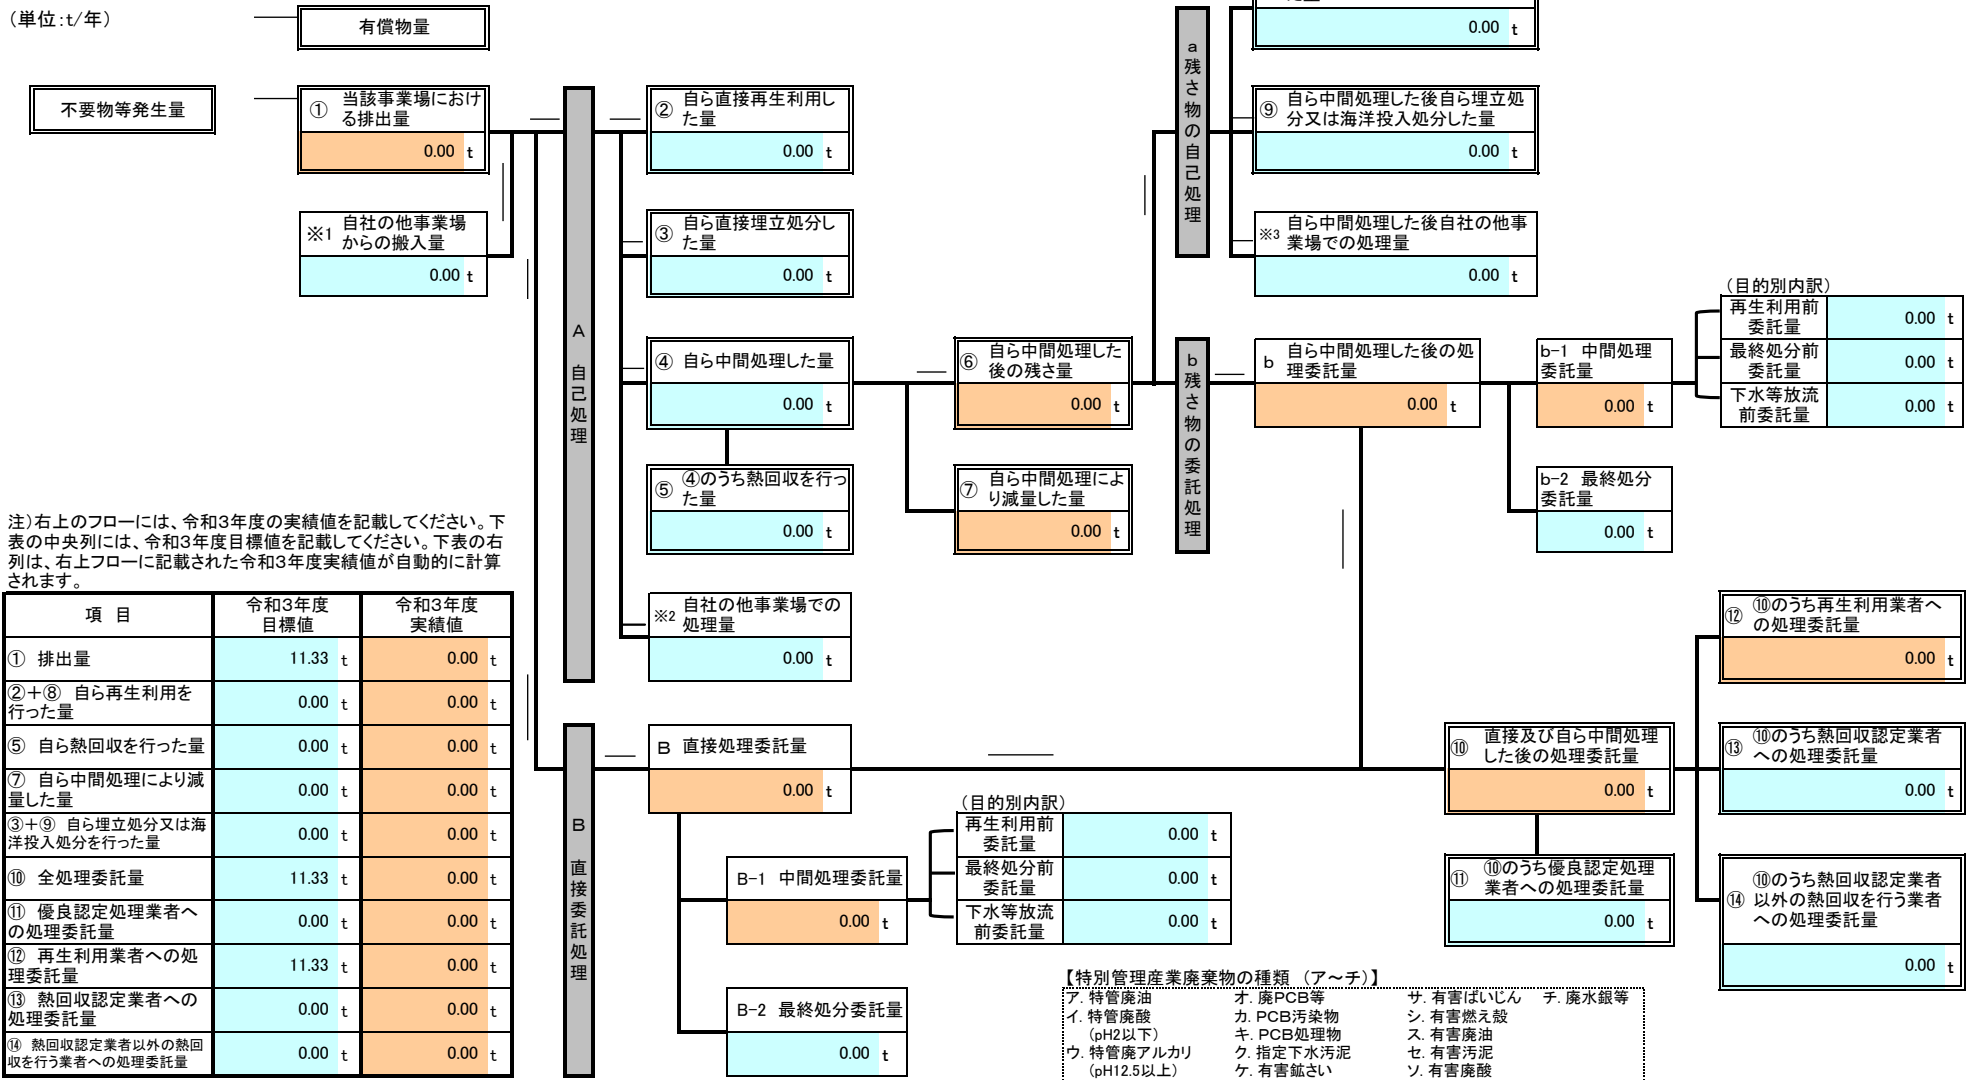 (単位:t/年)
有償物量
不要物等発生量
① 当該事業場におけ
る排出量
0.00 t
※1 自社の他事業場
からの搬入量
0.00 t
A 自己処理
② 自ら直接再生利用し
た量
0.00 t
③ 自ら直接埋立処分し
た量
0.00 t
④ 自ら中間処理した量
0.00 t
⑤ ④のうち熱回収を行っ
た量
0.00 t
※2 自社の他事業場での
処理量
0.00 t
⑥ 自ら中間処理した
後の残さ量
0.00 t
⑦ 自ら中間処理によ
り減量した量
0.00 t
a 残さ物の自己処理
0.00 t
⑨ 自ら中間処理した後自ら埋立処
分又は海洋投入処分した量
0.00 t
※3 自ら中間処理した後自社の他事
業場での処理量
0.00 t
b 残さ物の委託処理
b 自ら中間処理した後の処
理委託量
0.00 t
b-1 中間処理
委託量
0.00 t
b-2 最終処分
委託量
0.00 t
(目的別内訳)
再生利用前
委託量
0.00 t
最終処分前
委託量
0.00 t
下水等放流
前委託量
0.00 t
注)右上のフローには、令和3年度の実績値を記載してください。下
表の中央列には、令和3年度目標値を記載してください。下表の右
列は、右上フローに記載された令和3年度実績値が自動的に計算
されます。
項 目
令和3年度
目標値
令和3年度
実績値
① 排出量 11.33 t 0.00 t
②+⑧ 自ら再生利用を
行った量 0.00 t 0.00 t
⑤ 自ら熱回収を行った量 0.00 t 0.00 t
⑦ 自ら中間処理により減
量した量 0.00 t 0.00 t
③+⑨ 自ら埋立処分又は海
洋投入処分を行った量 0.00 t 0.00 t
⑩ 全処理委託量 11.33 t 0.00 t
⑪ 優良認定処理業者へ
の処理委託量 0.00 t 0.00 t
⑫ 再生利用業者への処
理委託量 11.33 t 0.00 t
⑬ 熱回収認定業者への
処理委託量 0.00 t 0.00 t
⑭ 熱回収認定業者以外の熱回
収を行う業者への処理委託量 0.00 t 0.00 t
B 直接委託処理
B 直接処理委託量
0.00 t
B-1 中間処理委託量
0.00 t
B-2 最終処分委託量
0.00 t
(目的別内訳)
再生利用前
委託量
0.00 t
最終処分前
委託量
0.00 t
下水等放流
前委託量
0.00 t
⑩ 直接及び自ら中間処理
した後の処理委託量
0.00 t
⑪ ⑩のうち優良認定処理
業者への処理委託量
0.00 t
⑫ ⑩のうち再生利用業者へ
の処理委託量
0.00 t
⑬ ⑩のうち熱回収認定業者
への処理委託量
0.00 t
⑭ ⑩のうち熱回収認定業者
以外の熱回収を行う業者
への処理委託量
0.00 t
【特別管理産業廃棄物の種類 (ア~チ)】
ア. 特管廃油 オ. 廃PCB等 サ. 有害ばいじん チ. 廃水銀等
イ. 特管廃酸 カ. PCB汚染物 シ. 有害燃え殻
(pH2以下) キ. PCB処理物 ス. 有害廃油
ウ. 特管廃アルカリ ク. 指定下水汚泥 セ. 有害汚泥
(pH12.5以上) ケ. 有害鉱さい ソ. 有害廃酸